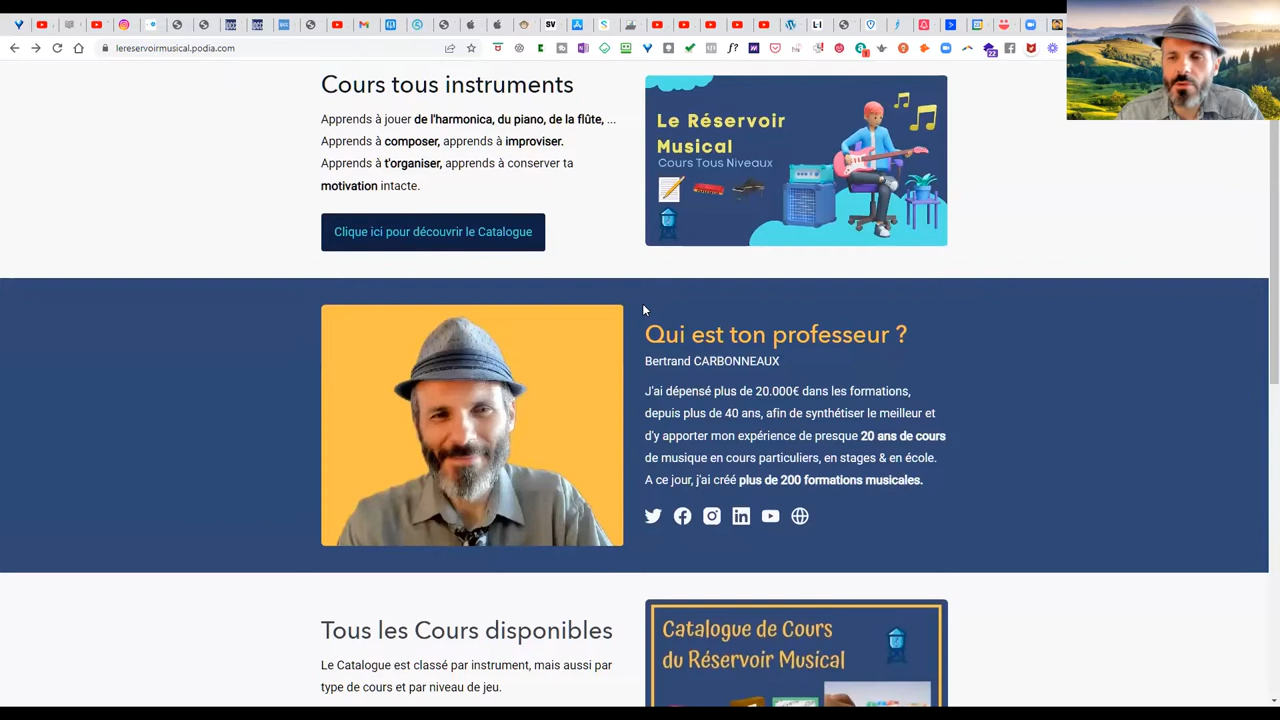 lereservoirmusical.podia.com
Cours tous instruments
Apprends à jouer de l'harmonica, du piano, de la flûte, ...
Apprends à composer, apprends à improviser.
Apprends à t'organiser, apprends à conserver ta
motivation intacte.
Clique ici pour découvrir le Catalogue
Le Réservoir
Musical
Cours Tous Niveaux
Qui est ton professeur ?
Bertrand CARBONNEAUX
J'ai dépensé plus de 20.000€ dans les formations,
depuis plus de 40 ans, afin de synthétiser le meilleur et
d'y apporter mon expérience de presque 20 ans de cours
de musique en cours particuliers, en stages & en école.
A ce jour, j'ai créé plus de 200 formations musicales.
Tous les Cours disponibles
Le Catalogue est classé par instrument, mais aussi par
type de cours et par niveau de jeu.
Catalogue de Cours
du Réservoir Musical